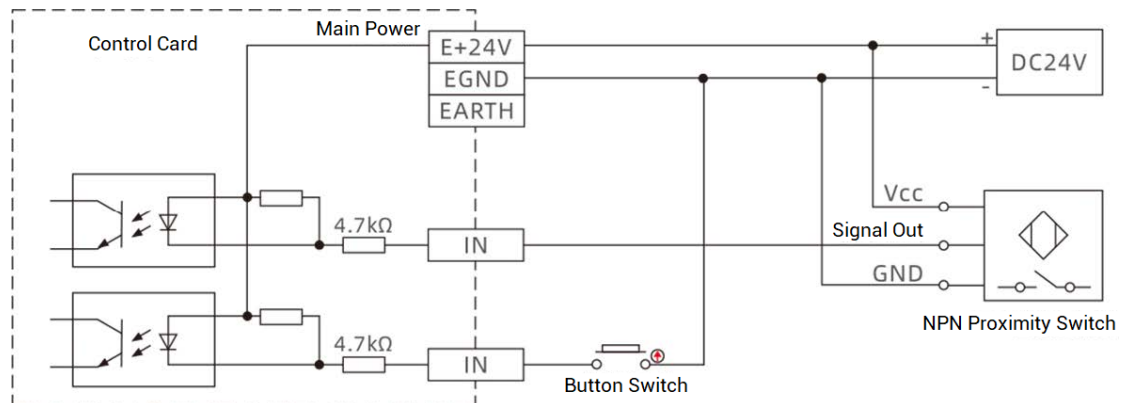 Control Card
Main Power
E+24V
EGND
EARTH
+
-
DC24V
4.7kΩ
IN
Vcc
Signal Out
GND
NPN Proximity Switch
4.7kΩ
IN
Button Switch